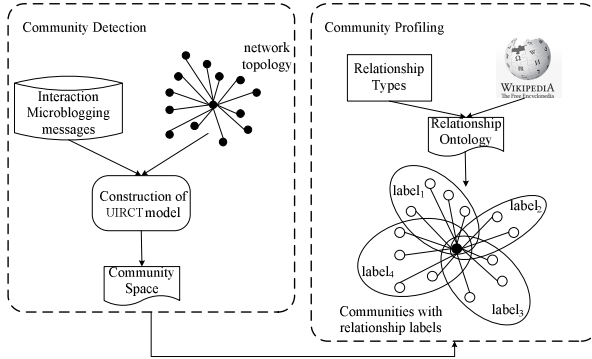 Community Detection
network
topology
Interaction
Microblogging
messages
Construction of
UIRCT model
Community
Space
Community Profiling
Relationship
Types
WIKIPEDIA
The Free Encyclopedia
Relationship
Ontology
label1
label2
label4
label3
Communities with
relationship labels